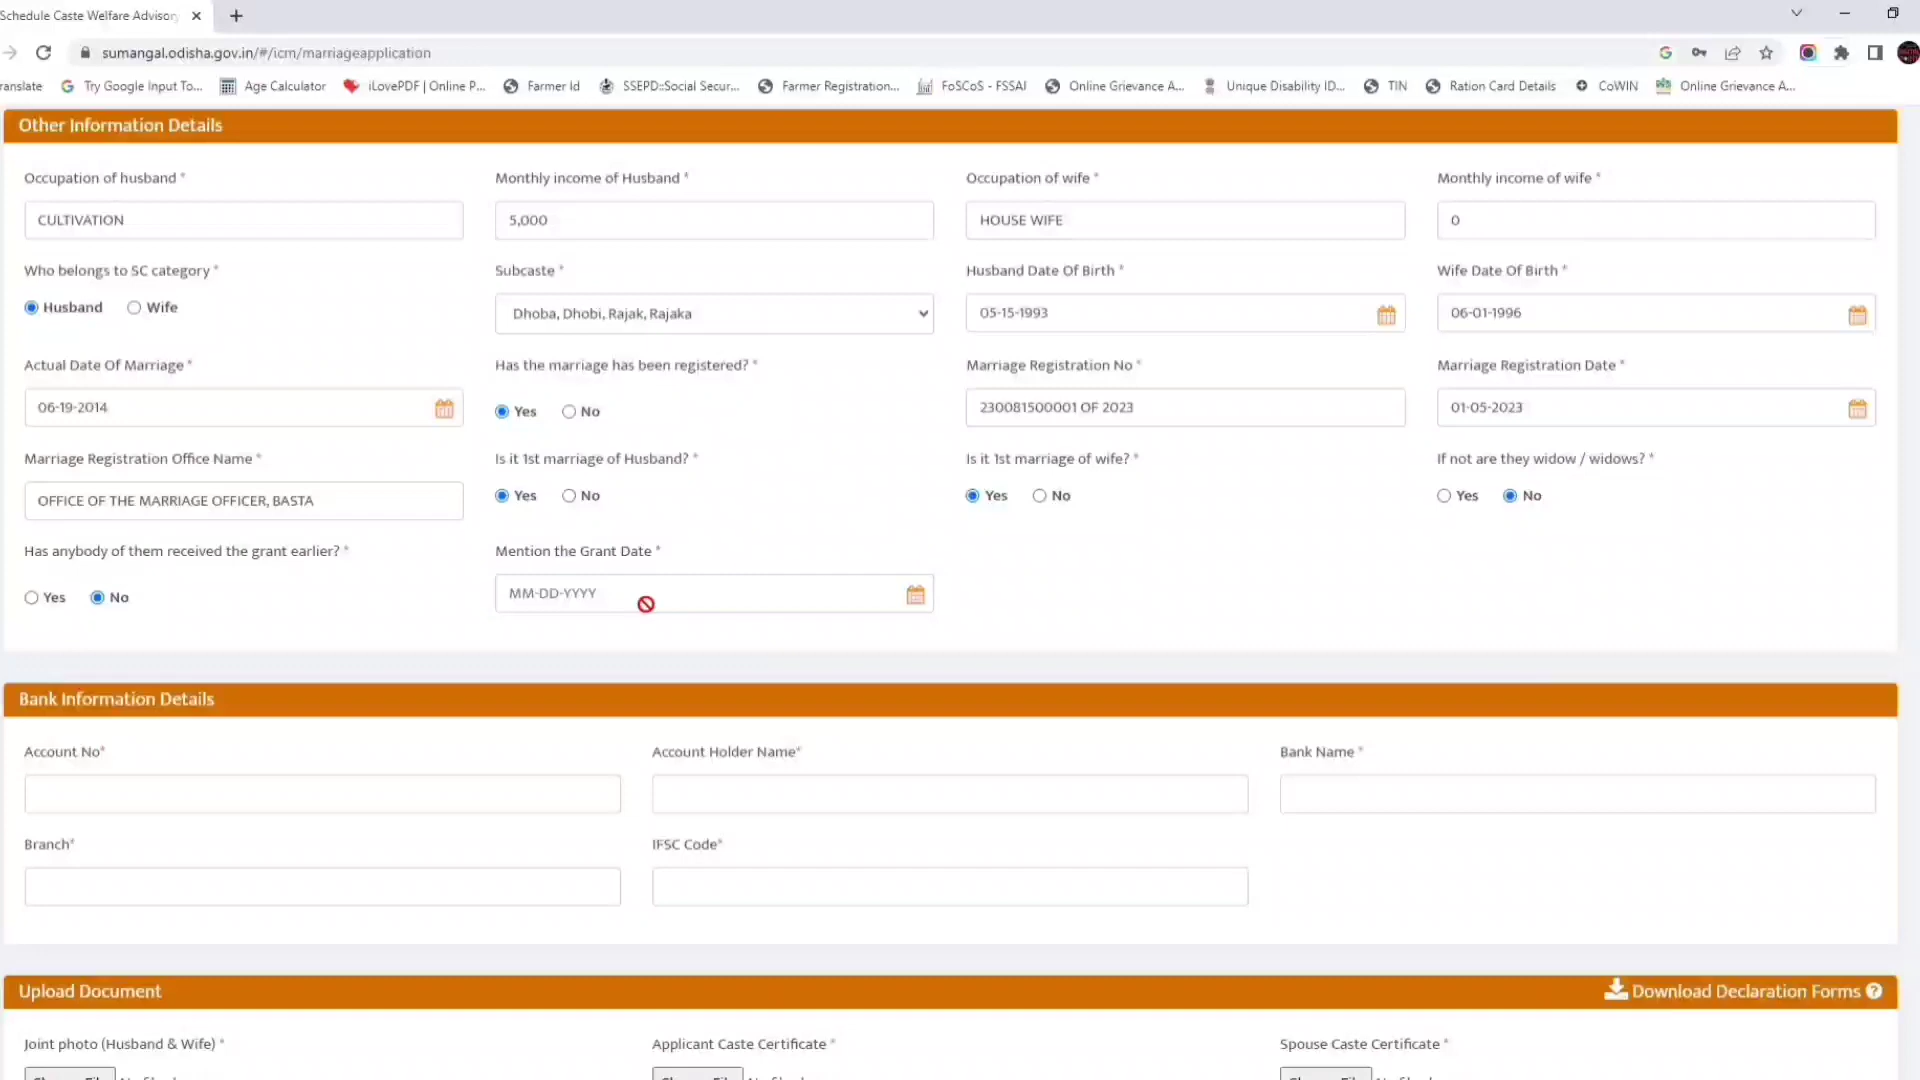 Schedule Caste Welfare Advisor
sumangal.odisha.gov.in/#/icm/marriageapplication
ranslate Try Google Input To... Age Calculator iLovePDF | Online P... Farmer Id SSEPD::Social Secur... Farmer Registration... FoSCoS - FSSAI Online Grievance A... Unique Disability ID... TIN Ration Card Details CoWIN Online Grievance A...
Other Information Details
Occupation of husband * Monthly income of Husband * Occupation of wife * Monthly income of wife *
CULTIVATION 5,000 HOUSE WIFE 0
Who belongs to SC category * Subcaste * Husband Date Of Birth * Wife Date Of Birth *
Husband Wife Dhoba, Dhobi, Rajak, Rajaka 05-15-1993 06-01-1996
Actual Date Of Marriage * Has the marriage has been registered? * Marriage Registration No * Marriage Registration Date *
06-19-2014 Yes No 230081500001 OF 2023 01-05-2023
Marriage Registration Office Name * Is it 1st marriage of Husband? * Is it 1st marriage of wife? * If not are they widow / widows? *
OFFICE OF THE MARRIAGE OFFICER, BASTA Yes No Yes No Yes No
Has anybody of them received the grant earlier? * Mention the Grant Date *
Yes No MM-DD-YYYY
Bank Information Details
Account No* Account Holder Name* Bank Name *
Branch* IFSC Code*
Upload Document Download Declaration Forms
Joint photo (Husband & Wife) * Applicant Caste Certificate * Spouse Caste Certificate *